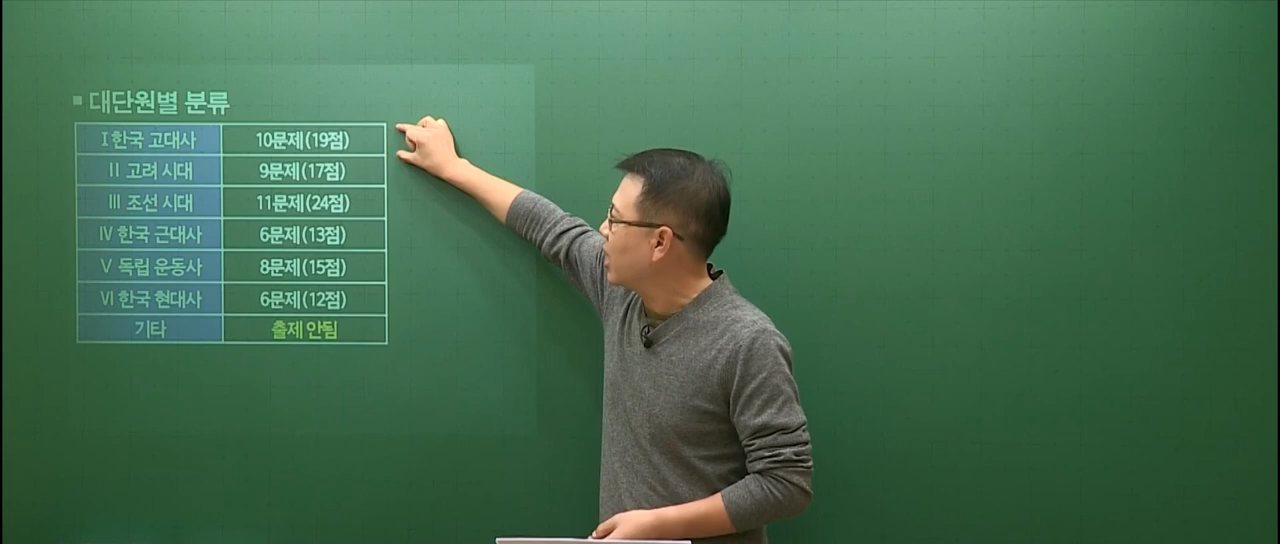 ▪ 대단원별 분류
Ⅰ 한국 고대사 10문제(19점)
Ⅱ 고려 시대 9문제(17점)
Ⅲ 조선 시대 11문제(24점)
Ⅳ 한국 근대사 6문제(13점)
Ⅴ 독립 운동사 8문제(15점)
Ⅵ 한국 현대사 6문제(12점)
기타 출제 안됨